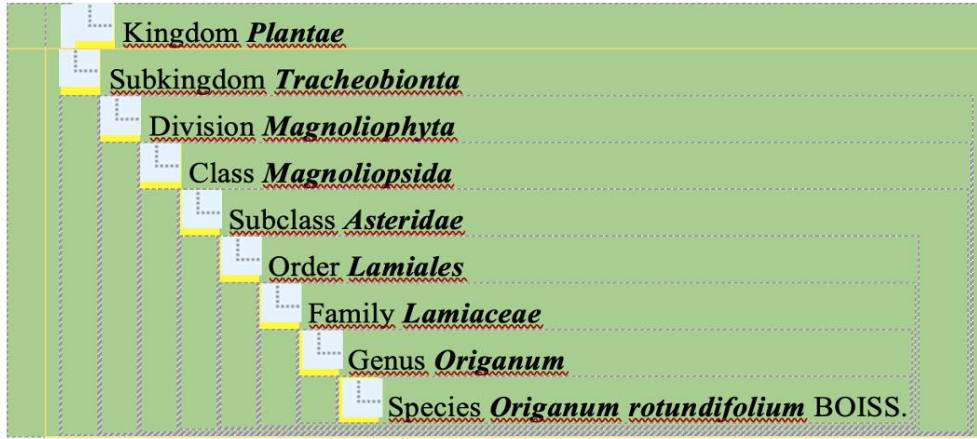 Kingdom Plantae
Subkingdom Tracheobionta
Division Magnoliophyta
Class Magnoliopsida
Subclass Asteridae
Order Lamiales
Family Lamiaceae
Genus Origanum
Species Origanum rotundifolium BOISS.